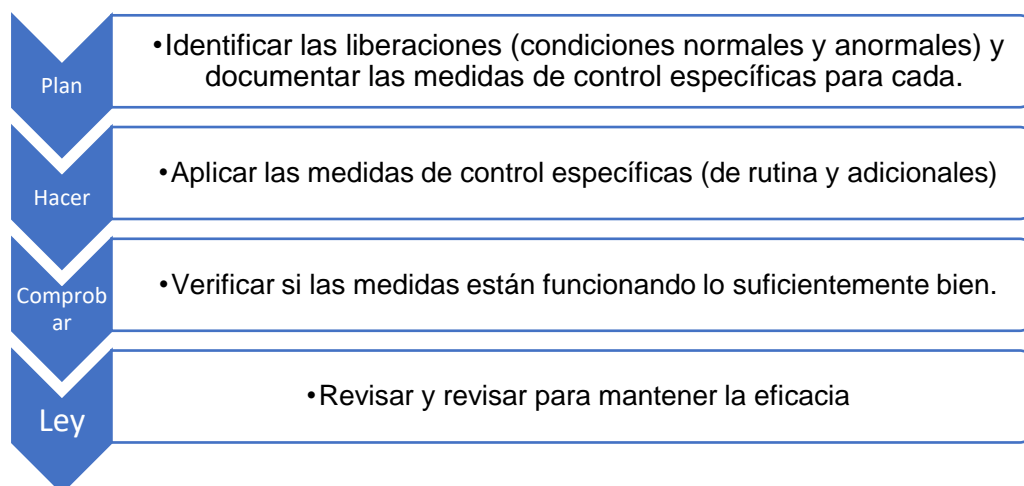 Plan
•Identificar las liberaciones (condiciones normales y anormales) y
documentar las medidas de control específicas para cada.
Hacer
•Aplicar las medidas de control específicas (de rutina y adicionales)
Comprob
ar
•Verificar si las medidas están funcionando lo suficientemente bien.
Ley
•Revisar y revisar para mantener la eficacia